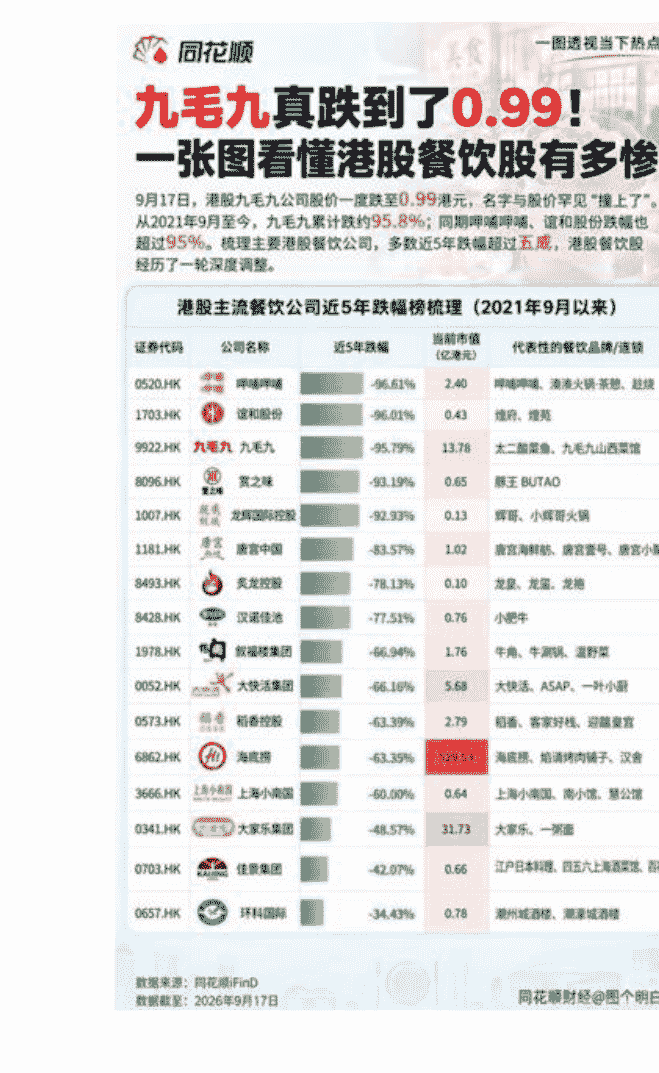 同花顺
一图透视当下热点
九毛九真跌到了0.99！
一张图看懂港股餐饮股有多惨
9月17日，港股九毛九公司股价一度跌至0.99港元，名字与股价罕见“撞上了”。
从2021年9月至今，九毛九累计跌约95.8%；同期呷哺呷哺、谊和股份跌幅也
超过95%。梳理主要港股餐饮公司，多数近5年跌幅超过五成，港股餐饮股
经历了一轮深度调整。
港股主流餐饮公司近5年跌幅榜梳理（2021年9月以来）
证券代码 公司名称 近5年跌幅 当前市值（亿港元） 代表性的餐饮品牌/连锁
0520.HK 呷哺呷哺 -96.61% 2.40 呷哺呷哺、湊湊火锅·茶憩、趁烧
1703.HK 谊和股份 -96.01% 0.43 煌府、煌苑
9922.HK 九毛九 九毛九 -95.79% 13.78 太二酸菜鱼、九毛九山西菜馆
8096.HK 赏之味 -93.19% 0.65 豚王 BUTAO
1007.HK 龙辉国际控股 -92.93% 0.13 辉哥、小辉哥火锅
1181.HK 唐宫 唐宫中国 -83.57% 1.02 唐宫海鲜舫、唐宫壹号、唐宫小
8493.HK 炙龙控股 -78.13% 0.10 龙皇、龙玺、龙
8428.HK 汉诺佳池 -77.51% 0.76 小肥牛
1978.HK 叙福楼集团 -66.94% 1.76 牛角、牛涮锅、温野菜
0052.HK 大快活集团 -66.16% 5.68 大快活、ASAP、一叶小厨
0573.HK 稻香 稻香控股 -63.39% 2.79 稻香、客家好栈、迎囍皇宫
6862.HK Hi 海底捞 -63.35% 海底捞、焰请烤肉铺子、汉舍
3666.HK 上海小南国 上海小南国 -60.00% 0.64 上海小南国、南小馆、慧公馆
0341.HK 大家乐集团 -48.57% 31.73 大家乐、一粥面
0703.HK 佳景集团 -42.07% 0.66 江户日本料理、四五六上海酒菜馆、
0657.HK 环科国际 -34.43% 0.78 潮州城酒楼、潮濠城酒楼
数据来源：同花顺iFinD
数据截至：2026年9月17日
同花顺财经@图个明白